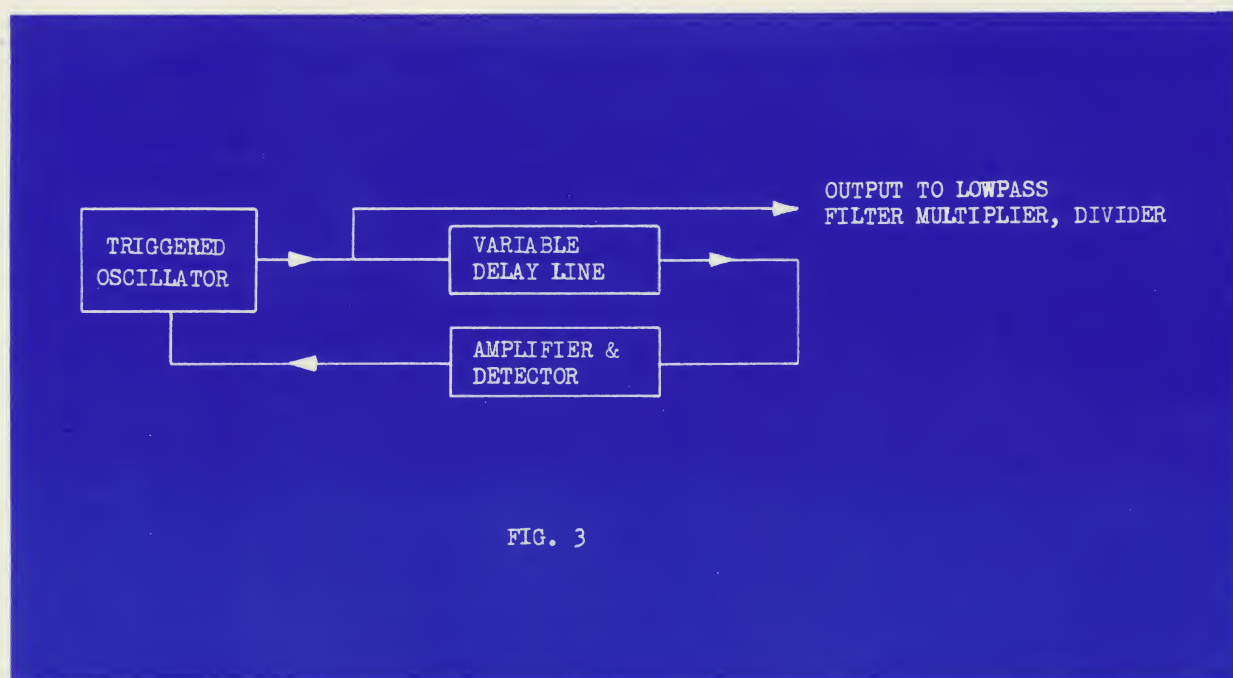 OUTPUT TO LOWPASS
FILTER MULTIPLIER, DIVIDER
TRIGGERED
OSCILLATOR
VARIABLE
DELAY LINE
AMPLIFIER &
DETECTOR
FIG. 3